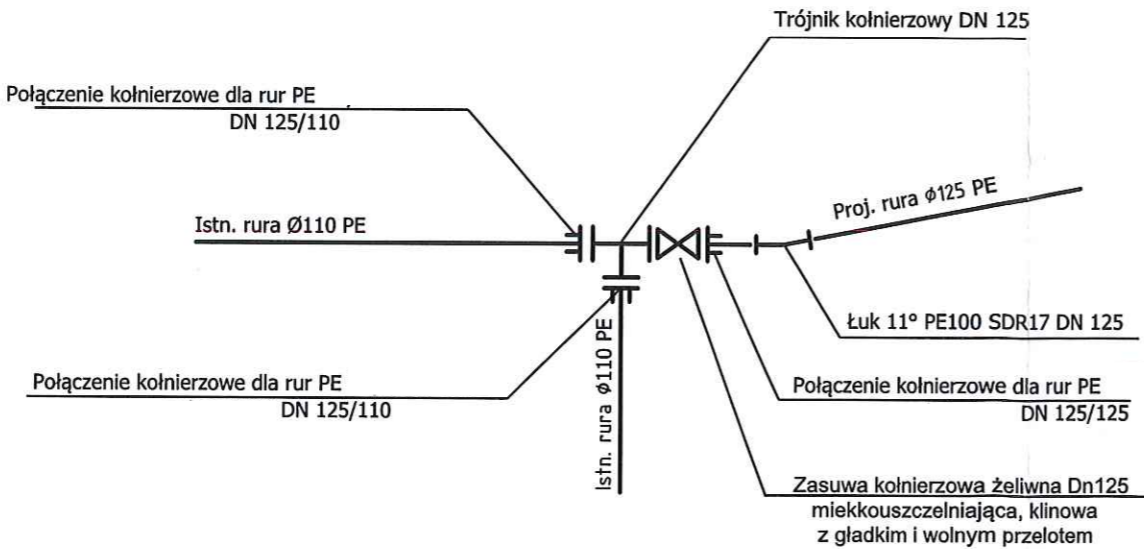 Trójnik kołnierzowy DN 125
Połączenie kołnierzowe dla rur PE
DN 125/110
Proj. rura ϕ125 PE
Istn. rura Ø110 PE
Łuk 11° PE100 SDR17 DN 125
Istn. rura ϕ110 PE
Połączenie kołnierzowe dla rur PE
DN 125/110
Połączenie kołnierzowe dla rur PE
DN 125/125
Zasuwa kołnierzowa żeliwna Dn125
miekkouszczelniająca, klinowa
z gładkim i wolnym przelotem